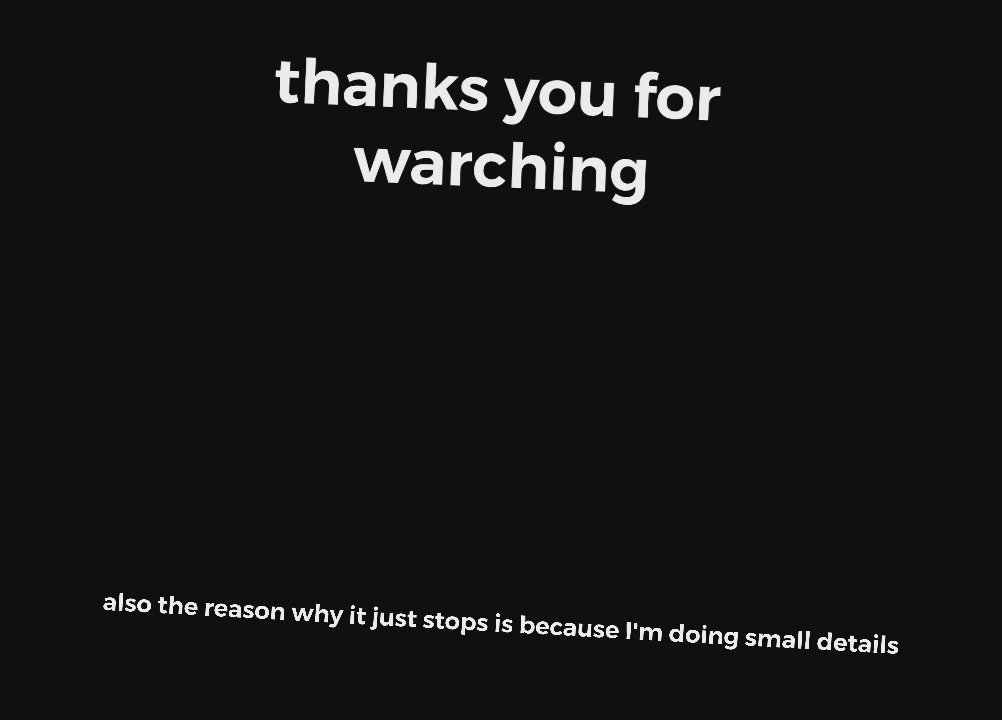 thanks you for
warching
also the reason why it just stops is because I'm doing small details